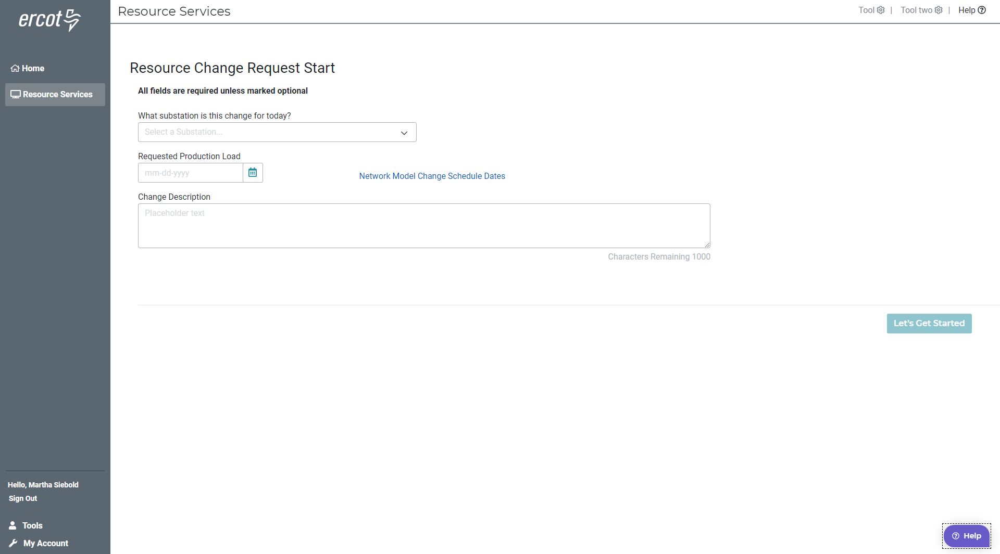 ercot
Resource Services
Tool | Tool two | Help
Home
Resource Services
Resource Change Request Start
All fields are required unless marked optional
What substation is this change for today?
Select a Substation...
Requested Production Load
mm-dd-yyyy
Network Model Change Schedule Dates
Change Description
Placeholder text
Characters Remaining 1000
Let's Get Started
Hello, Martha Siebold
Sign Out
Tools
My Account
Help